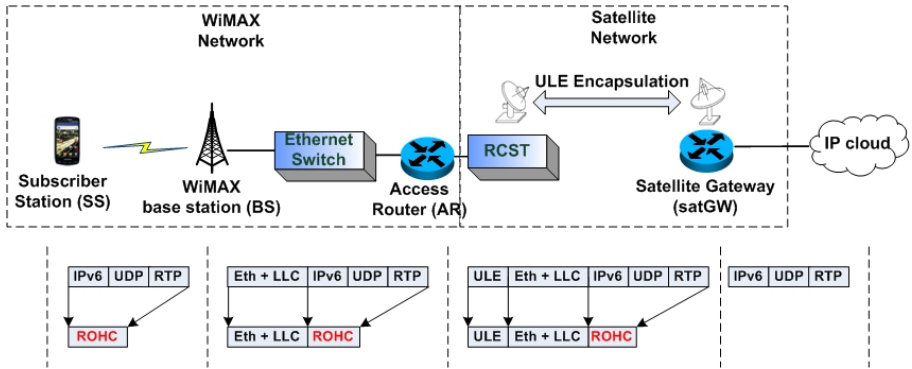 WiMAX
Network
Satellite
Network
ULE Encapsulation
Ethernet
Switch
RCST
IP cloud
Subscriber
Station (SS)
WiMAX
base station (BS)
Access
Router (AR)
Satellite Gateway
(satGW)
IPv6 UDP RTP
Eth + LLC IPv6 UDP RTP
ULE Eth + LLC IPv6 UDP RTP
IPv6 UDP RTP
ROHC
Eth + LLC ROHC
ULE Eth + LLC ROHC